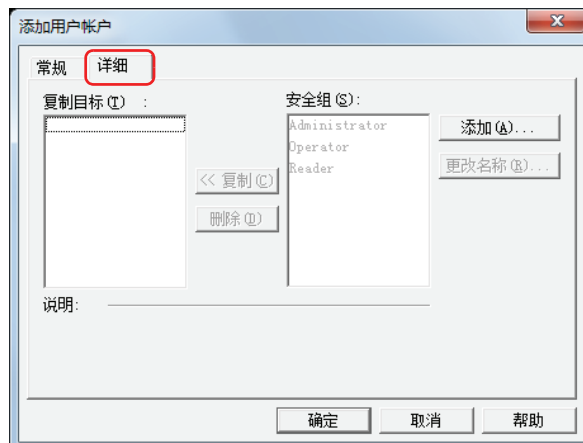 添加用户帐户
常规
详细
复制目标(T) :
安全组(S):
Administrator
Operator
Reader
<< 复制(C)
删除(D)
添加(A)...
更改名称(R)...
说明:
确定
取消
帮助